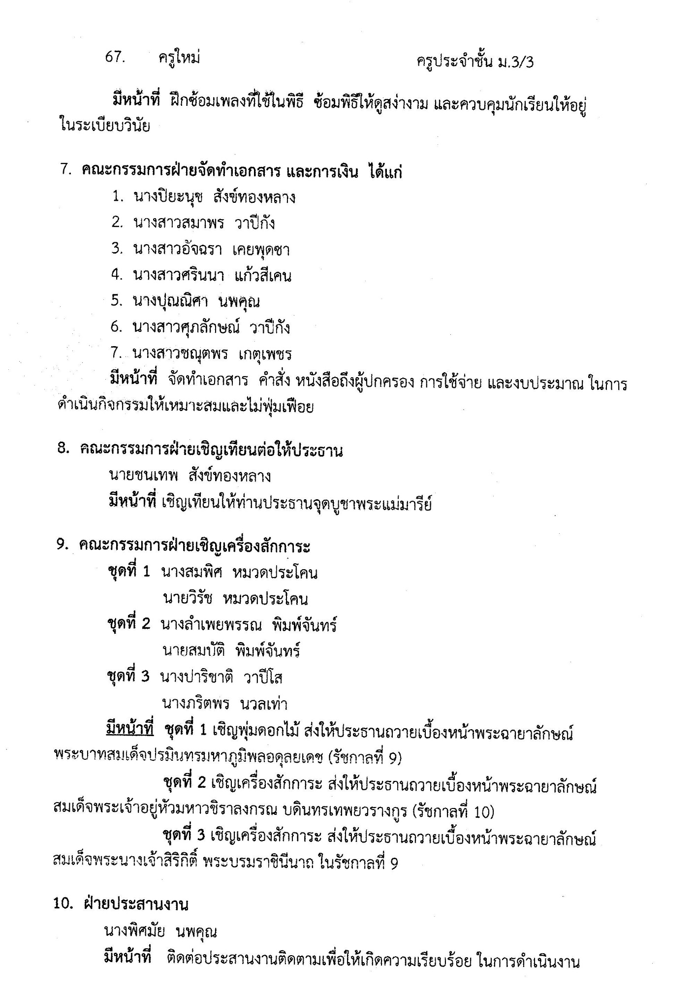 67. ครูใหม่ ครูประจำชั้น ม.3/3
มีหน้าที่ ฝึกซ้อมเพลงที่ใช้ในพิธี ซ้อมพิธีให้ดูสง่างาม และควบคุมนักเรียนให้อยู่
ในระเบียบวินัย
7. คณะกรรมการฝ่ายจัดทำเอกสาร และการเงิน ได้แก่
1. นางปิยะนุช สังข์ทองหลาง
2. นางสาวสมาพร วาปีกัง
3. นางสาวอัจฉรา เคยพุดซา
4. นางสาวศรินนา แก้วสีเคน
5. นางปุณณิศา นพคุณ
6. นางสาวศุภลักษณ์ วาปีกัง
7. นางสาวชณุตพร เกตุเพชร
มีหน้าที่ จัดทำเอกสาร คำสั่ง หนังสือถึงผู้ปกครอง การใช้จ่าย และงบประมาณ ในการ
ดำเนินกิจกรรมให้เหมาะสมและไม่ฟุ่มเฟือย
8. คณะกรรมการฝ่ายเชิญเทียนต่อให้ประธาน
นายชนเทพ สังข์ทองหลาง
มีหน้าที่ เชิญเทียนให้ท่านประธานจุดบูชาพระแม่มารีย์
9. คณะกรรมการฝ่ายเชิญเครื่องสักการะ
ชุดที่ 1 นางสมพิศ หมวดประโคน
นายวิรัช หมวดประโคน
ชุดที่ 2 นางลำเพยพรรณ พิมพ์จันทร์
นายสมบัติ พิมพ์จันทร์
ชุดที่ 3 นางปาริชาติ วาปีโส
นางภริตพร นวลเท่า
มีหน้าที่ ชุดที่ 1 เชิญพุ่มดอกไม้ ส่งให้ประธานถวายเบื้องหน้าพระฉายาลักษณ์
พระบาทสมเด็จปรมินทรมหาภูมิพลอดุลยเดช (รัชกาลที่ 9)
ชุดที่ 2 เชิญเครื่องสักการะ ส่งให้ประธานถวายเบื้องหน้าพระฉายาลักษณ์
สมเด็จพระเจ้าอยู่หัวมหาวชิราลงกรณ บดินทรเทพยวรางกูร (รัชกาลที่ 10)
ชุดที่ 3 เชิญเครื่องสักการะ ส่งให้ประธานถวายเบื้องหน้าพระฉายาลักษณ์
สมเด็จพระนางเจ้าสิริกิติ์ พระบรมราชินีนาถ ในรัชกาลที่ 9
10. ฝ่ายประสานงาน
นางพิศมัย นพคุณ
มีหน้าที่ ติดต่อประสานงานติดตามเพื่อให้เกิดความเรียบร้อย ในการดำเนินงาน